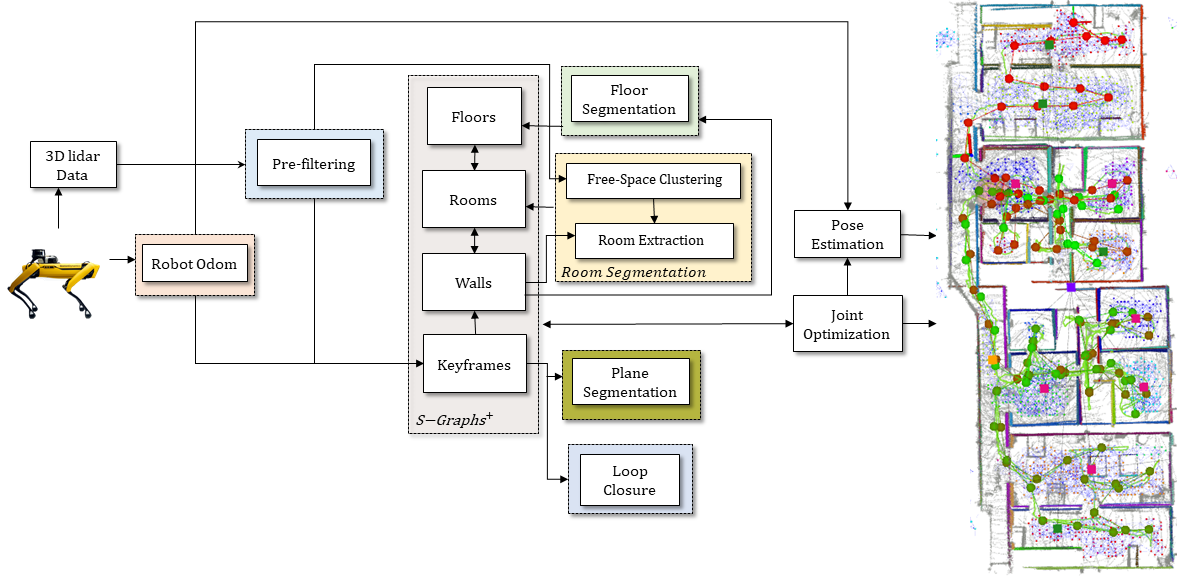 3D lidar
Data
Robot Odom
Pre-filtering
Floors
Rooms
Walls
Keyframes
S−Graphs+
Floor
Segmentation
Free-Space Clustering
Room Extraction
Room Segmentation
Plane
Segmentation
Loop
Closure
Pose
Estimation
Joint
Optimization